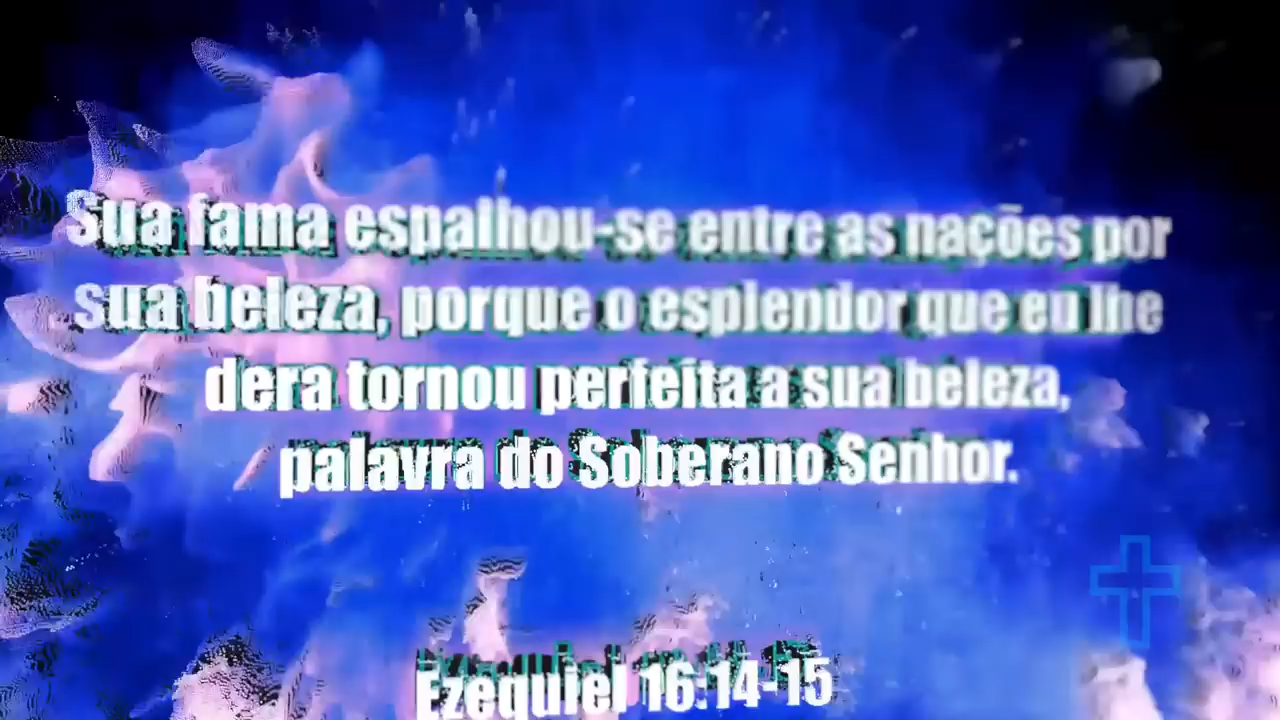 Sua fama espalhou-se entre as nações por
sua beleza, porque o esplendor que eu lhe
dera tornou perfeita a sua beleza,
palavra do Soberano Senhor.
Ezequiel 16:14-15